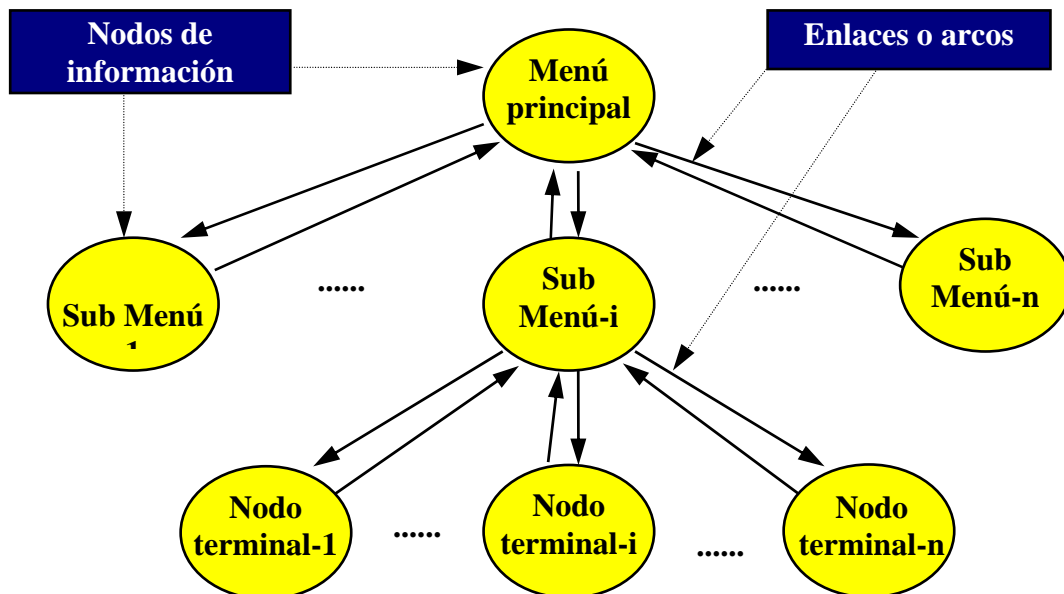 Nodos de
información
Enlaces o arcos
Menú
principal
Sub Menú
......
Sub
Menú-i
......
Sub
Menú-n
Nodo
terminal-1
......
Nodo
terminal-i
......
Nodo
terminal-n